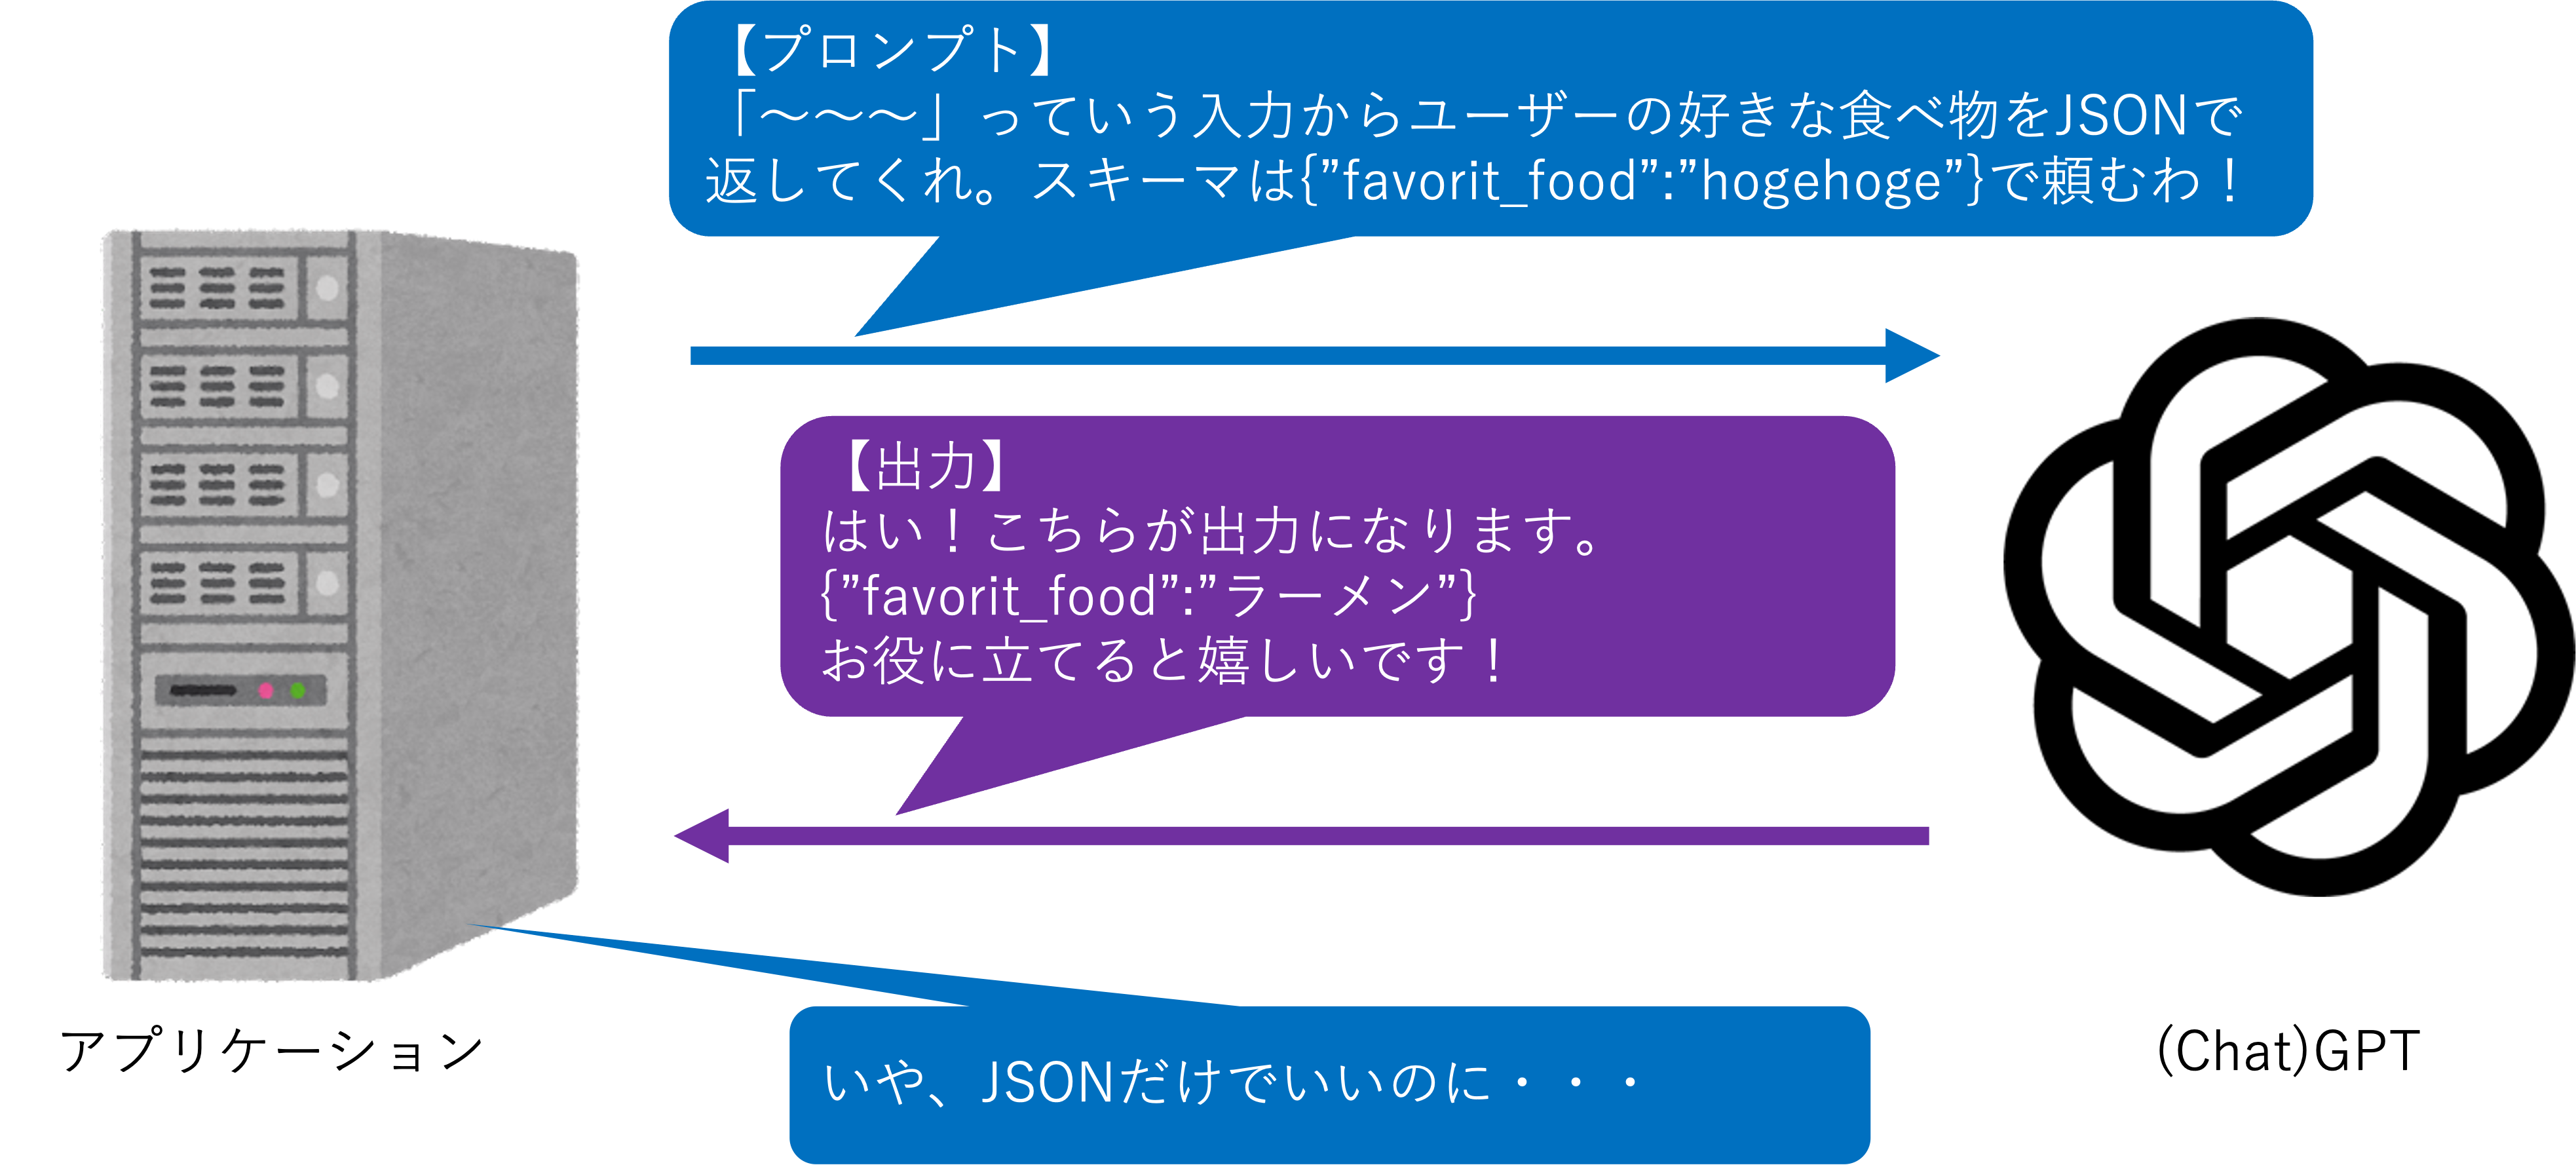 【プロンプト】
「～～～」っていう入力からユーザーの好きな食べ物をJSONで
返してくれ。スキーマは{”favorit_food”:”hogehoge”}で頼むわ！
【出力】
はい！こちらが出力になります。
{”favorit_food”:”ラーメン”}
お役に立てると嬉しいです！
いや、JSONだけでいいのに・・・
アプリケーション
(Chat)GPT